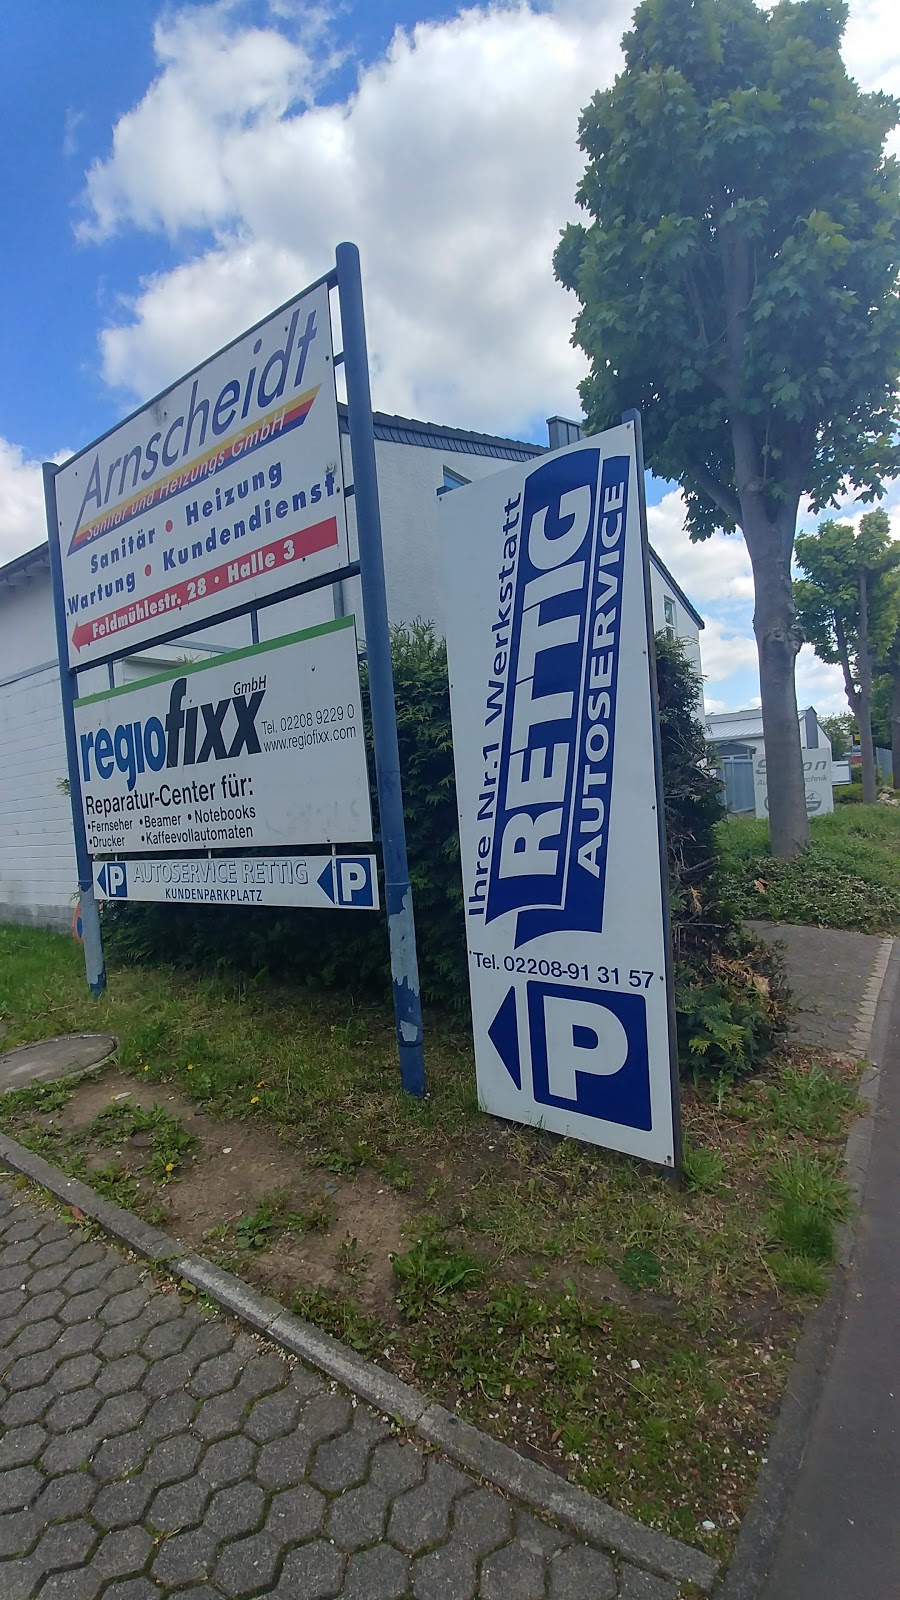 Arnscheidt
Sanitär und Heizungs GmbH
Sanitär • Heizung
Wartung • Kundendienst
Feldmühlestr. 28 • Halle 3
regiofixx GmbH
Tel. 02208 9229 0
www.regiofixx.com
Reparatur-Center für:
•Fernseher •Beamer •Notebooks
•Drucker •Kaffeevollautomaten
P AUTOSERVICE RETTIG P
KUNDENPARKPLATZ
Ihre Nr.1 Werkstatt
RETTIG
AUTOSERVICE
Tel. 02208-91 31 57
P